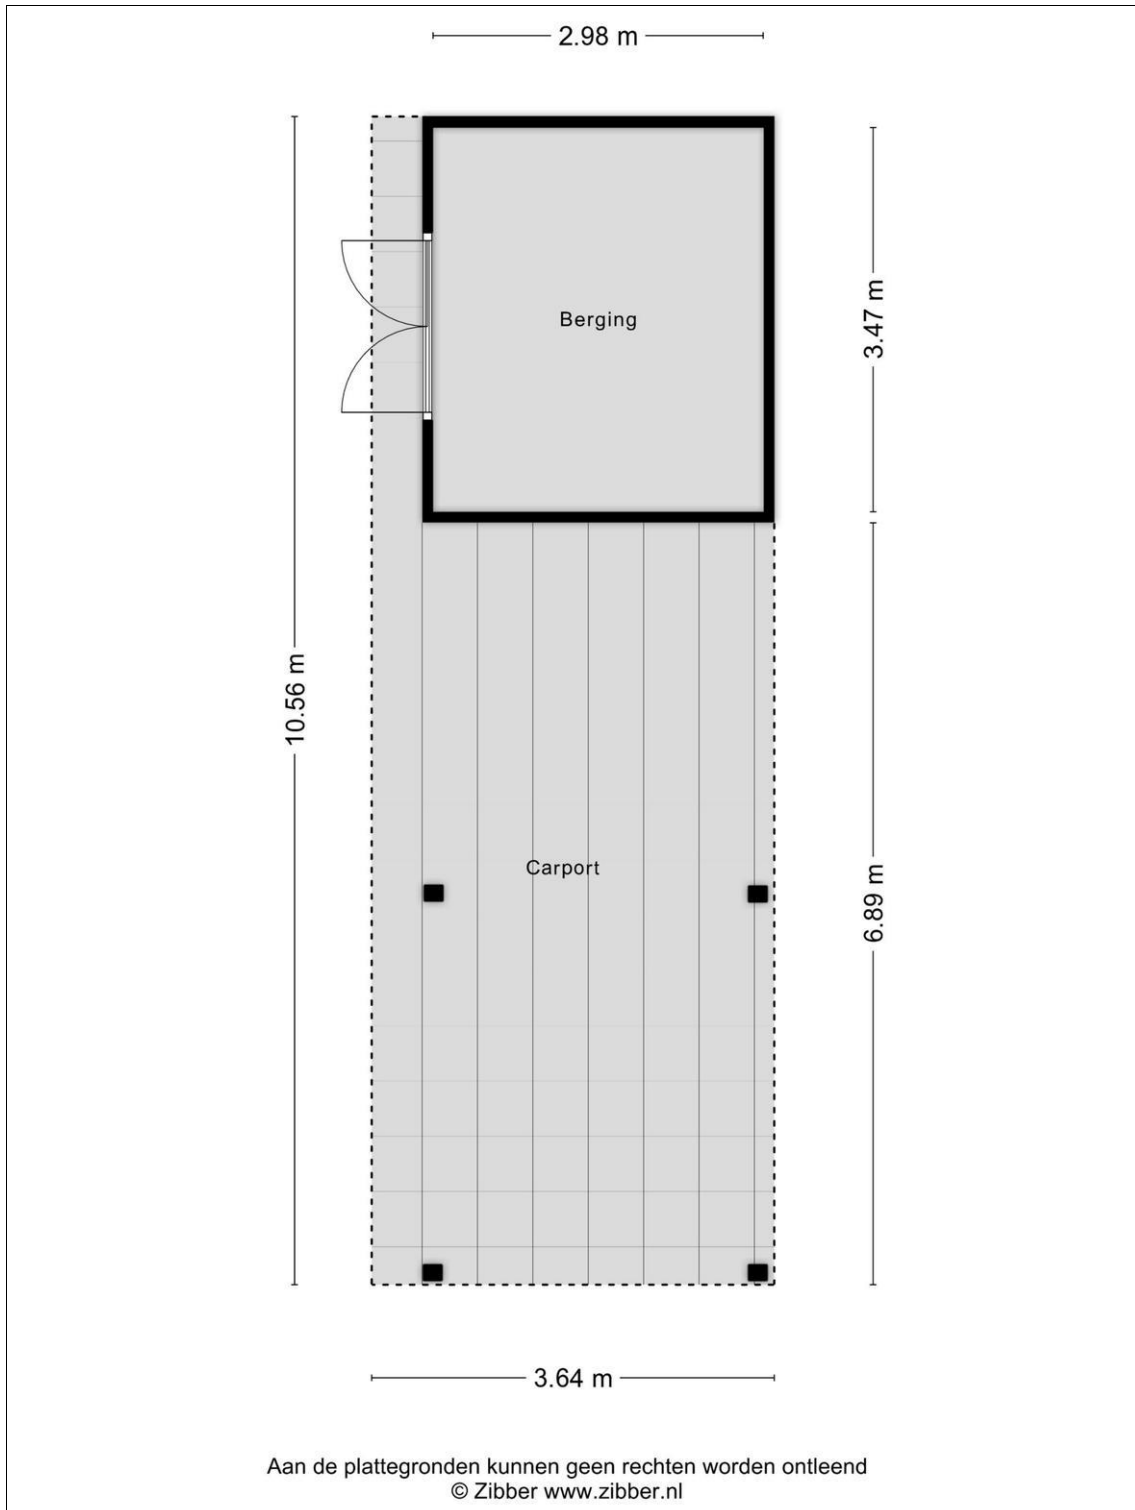 2.98 m
Berging
3.47 m
10.56 m
Carport
6.89 m
3.64 m
Aan de plattegronden kunnen geen rechten worden ontleend
© Zibber www.zibber.nl